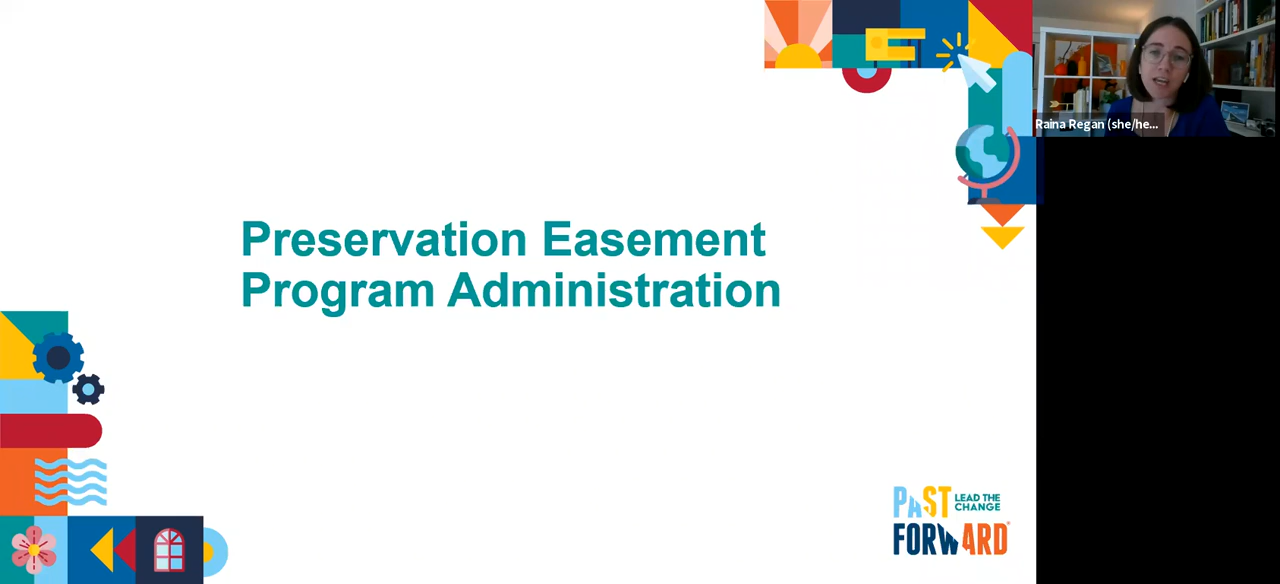 Raina Regan (she/he...
Preservation Easement
Program Administration
PAST LEAD THE
CHANGE
FORWARD®